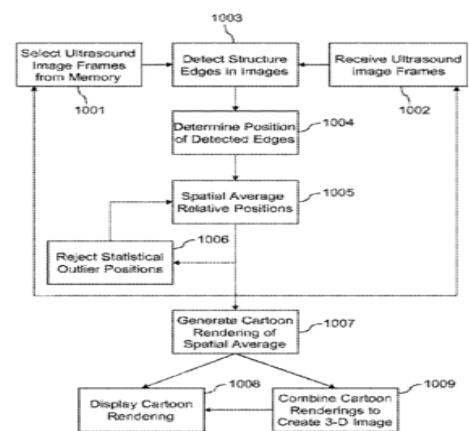 1003
Select Ultrasound
Image Frames
from Memory
1001
Detect Structure
Edges in Images
Receive Ultrasound
Image Frames
1002
Determine Position
of Detected Edges
1004
Spatial Average
Relative Positions
1005
1006
Reject Statistical
Outlier Positions
Generate Cartoon
Rendering of
Spatial Average
1007
1008
Display Cartoon
Rendering
1009
Combine Cartoon
Renderings to
Create 3-D Image